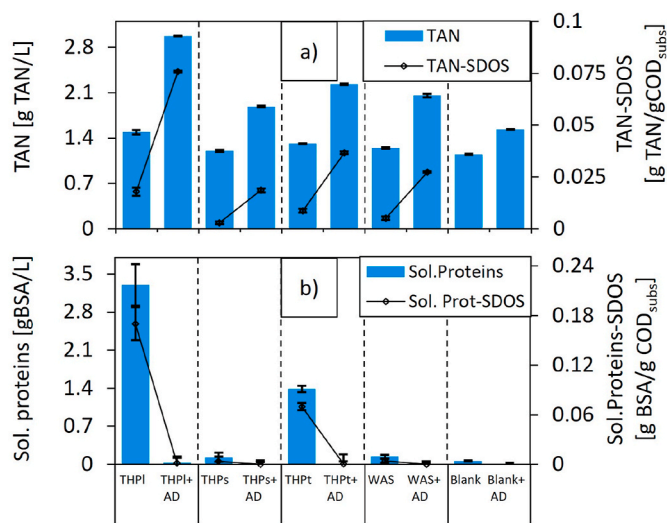 a)
TAN
TAN-SDOS
TAN [g TAN/L]
2.8
2.1
1.4
0.7
0
0.1
0.075
0.05
0.025
0
TAN-SDOS
[g TAN/gCODsubs]
b)
Sol.Proteins
Sol. Prot-SDOS
Sol. proteins [gBSA/L]
3.5
2.8
2.1
1.4
0.7
0
0.24
0.18
0.12
0.06
0
Sol.Proteins-SDOS
[g BSA/g CODsubs]
THPl THPl+ THPs THPs+ THPt THPt+ WAS WAS+ Blank Blank+
AD AD AD AD AD